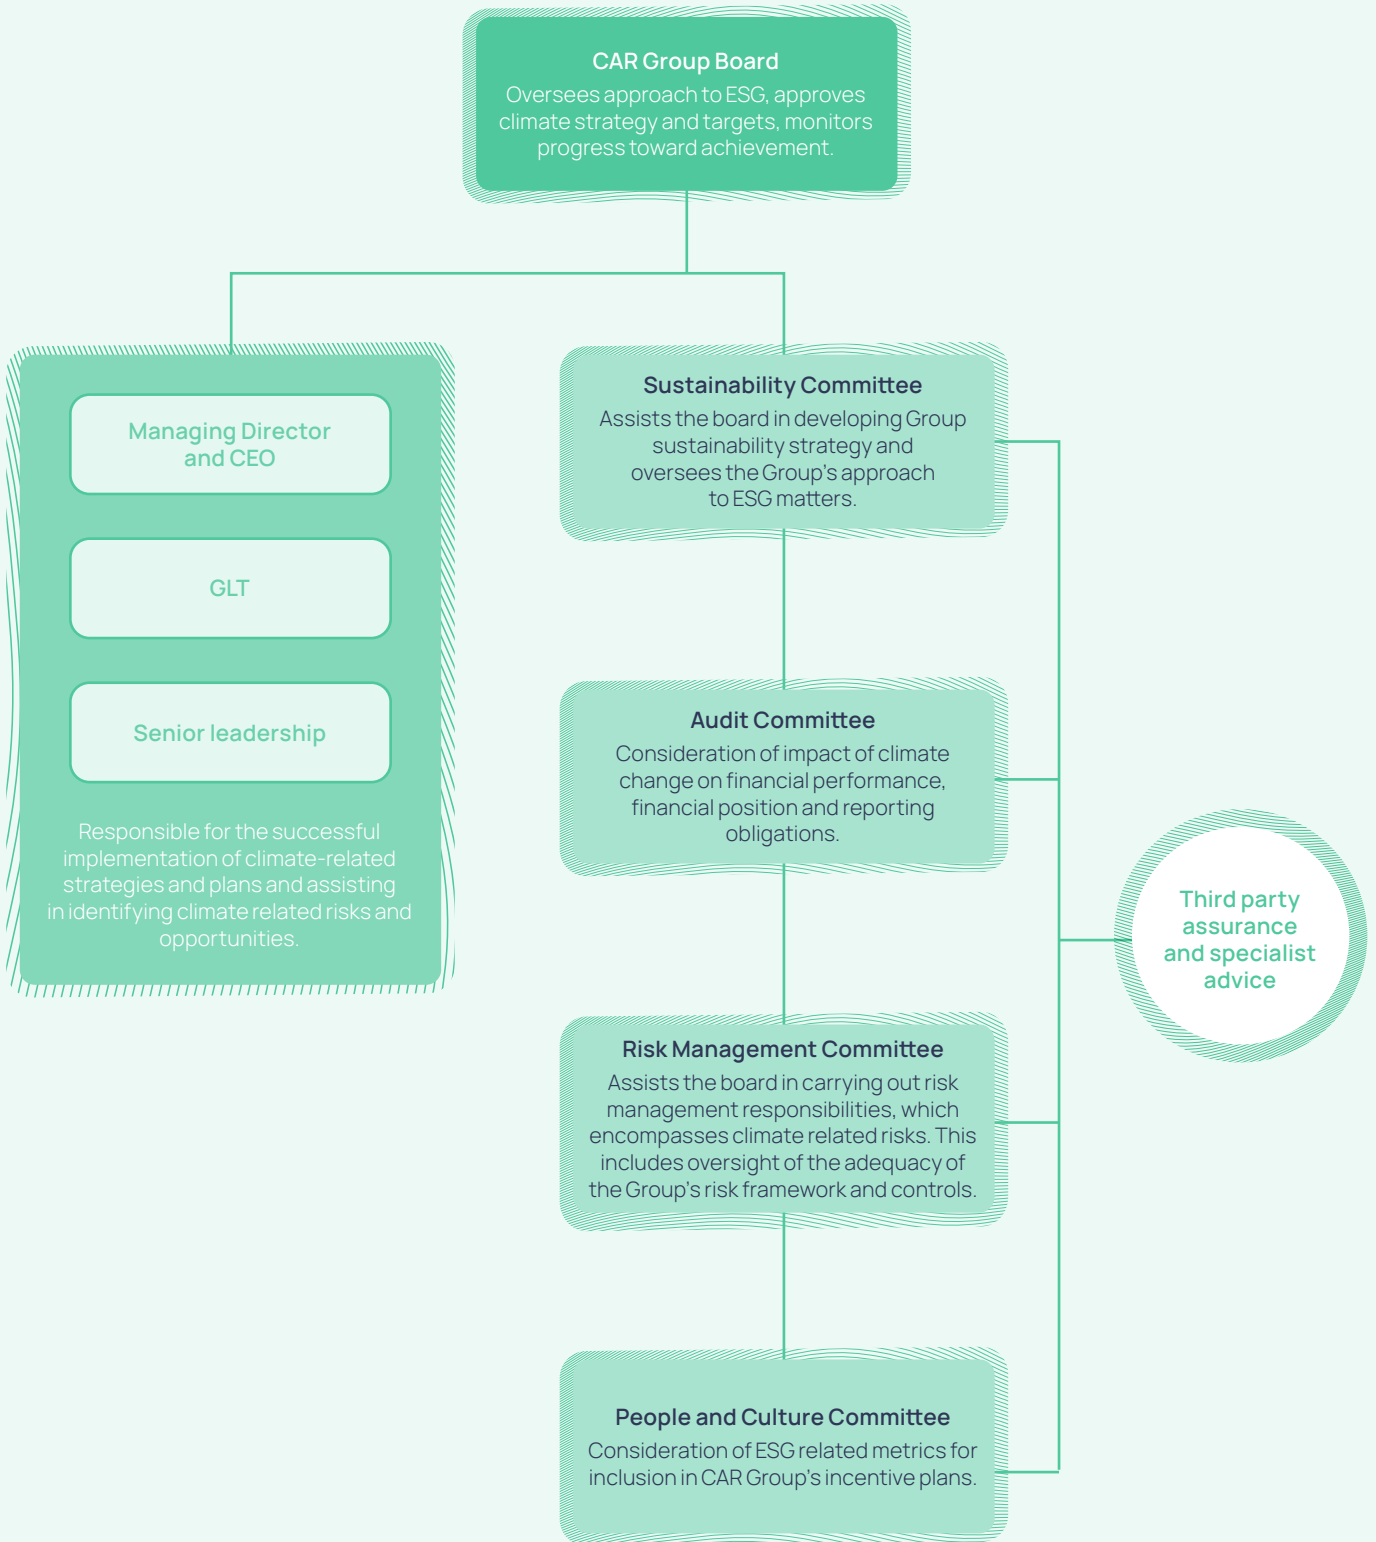 CAR Group Board
Oversees approach to ESG, approves
climate strategy and targets, monitors
progress toward achievement.
Managing Director
and CEO
GLT
Senior leadership
Responsible for the successful
implementation of climate-related
strategies and plans and assisting
in identifying climate related risks and
opportunities.
Sustainability Committee
Assists the board in developing Group
sustainability strategy and
oversees the Group’s approach
to ESG matters.
Audit Committee
Consideration of impact of climate
change on financial performance,
financial position and reporting
obligations.
Risk Management Committee
Assists the board in carrying out risk
management responsibilities, which
encompasses climate related risks. This
includes oversight of the adequacy of
the Group’s risk framework and controls.
People and Culture Committee
Consideration of ESG related metrics for
inclusion in CAR Group’s incentive plans.
Third party
assurance
and specialist
advice